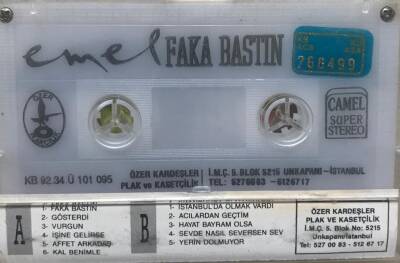 emel FAKA BASTIN
766499
ÖZER
CAMEL
SUPER
STEREO
KB 92.34 Ü 101 095
ÖZER KARDEŞLER
PLAK ve KASETÇİLİK
İ.M.Ç. 5. BLOK 5215 UNKAPANI-İSTANBUL
TEL: 5270083 - 5126717
A
1- FAKA BASTIN
2- GÖSTERDİ
3- VURGUN
4- İŞİNE GELİRSE
5- AFFET ARKADAŞ
6- KAL BENİMLE
B
1- İSTANBUL'DA OLMAK VARDI
2- ACILARDAN GEÇTİM
3- HAYAT BAYRAM OLSA
4- SEVDE NASIL SEVERSEN SEV
5- YERİN DOLMUYOR
ÖZER KARDEŞLER
PLAK VE KASETÇİLİK
İ.M.Ç. 5. Blok No: 5215
Unkapanı/İstanbul
Tel: 527 00 83 - 512 67 17